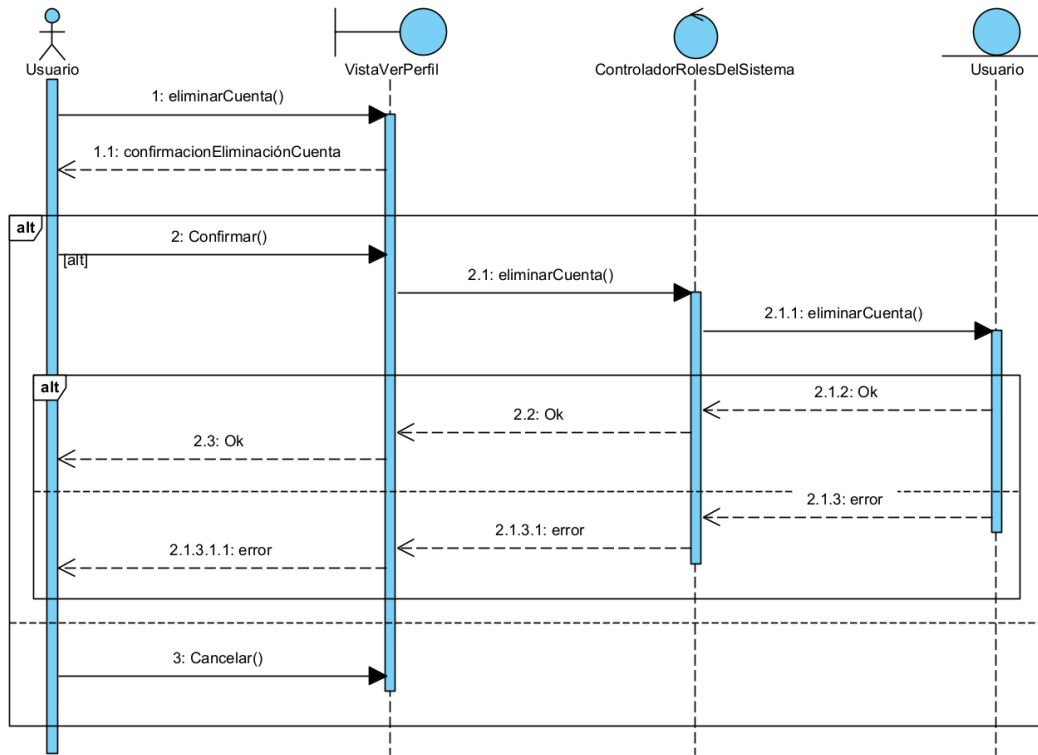 Usuario
VistaVerPerfil
ControladorRolesDelSistema
Usuario
1: eliminarCuenta()
1.1: confirmacionEliminaciónCuenta
alt
2: Confirmar()
[alt]
2.1: eliminarCuenta()
2.1.1: eliminarCuenta()
alt
2.1.2: Ok
2.2: Ok
2.3: Ok
2.1.3: error
2.1.3.1: error
2.1.3.1.1: error
3: Cancelar()